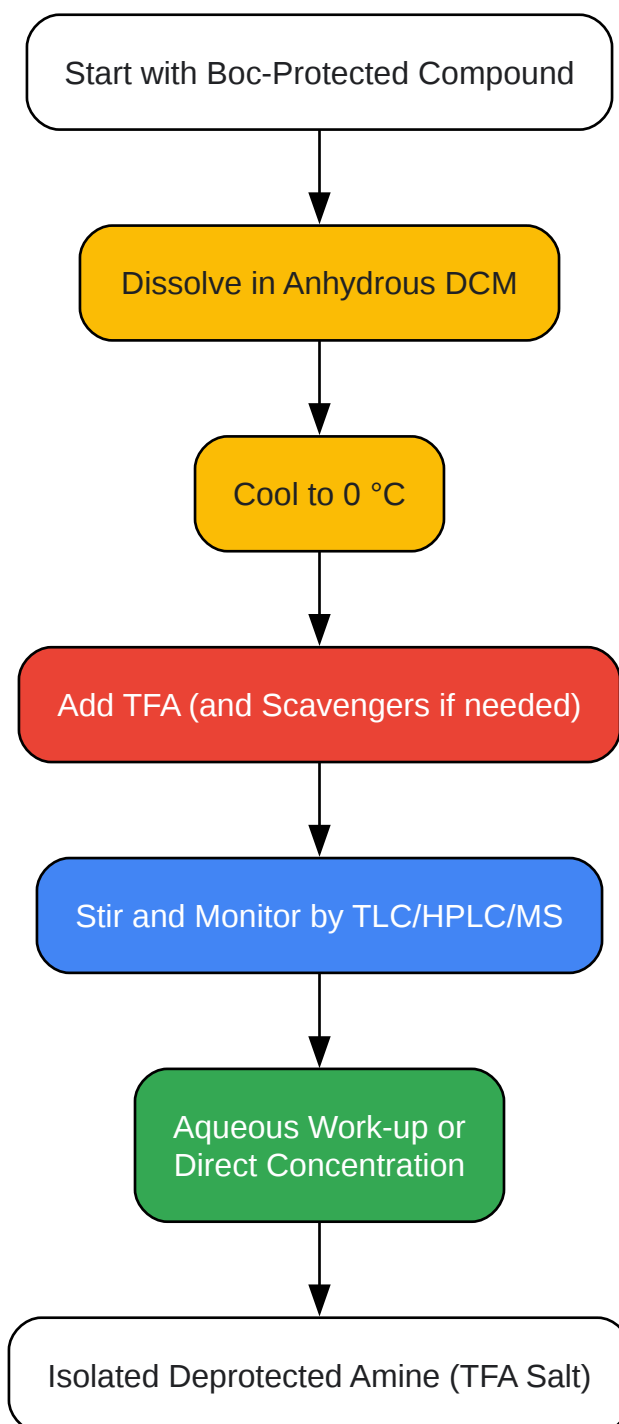 Start with Boc-Protected Compound
Dissolve in Anhydrous DCM
Cool to 0 °C
Add TFA (and Scavengers if needed)
Stir and Monitor by TLC/HPLC/MS
Aqueous Work-up or
Direct Concentration
Isolated Deprotected Amine (TFA Salt)